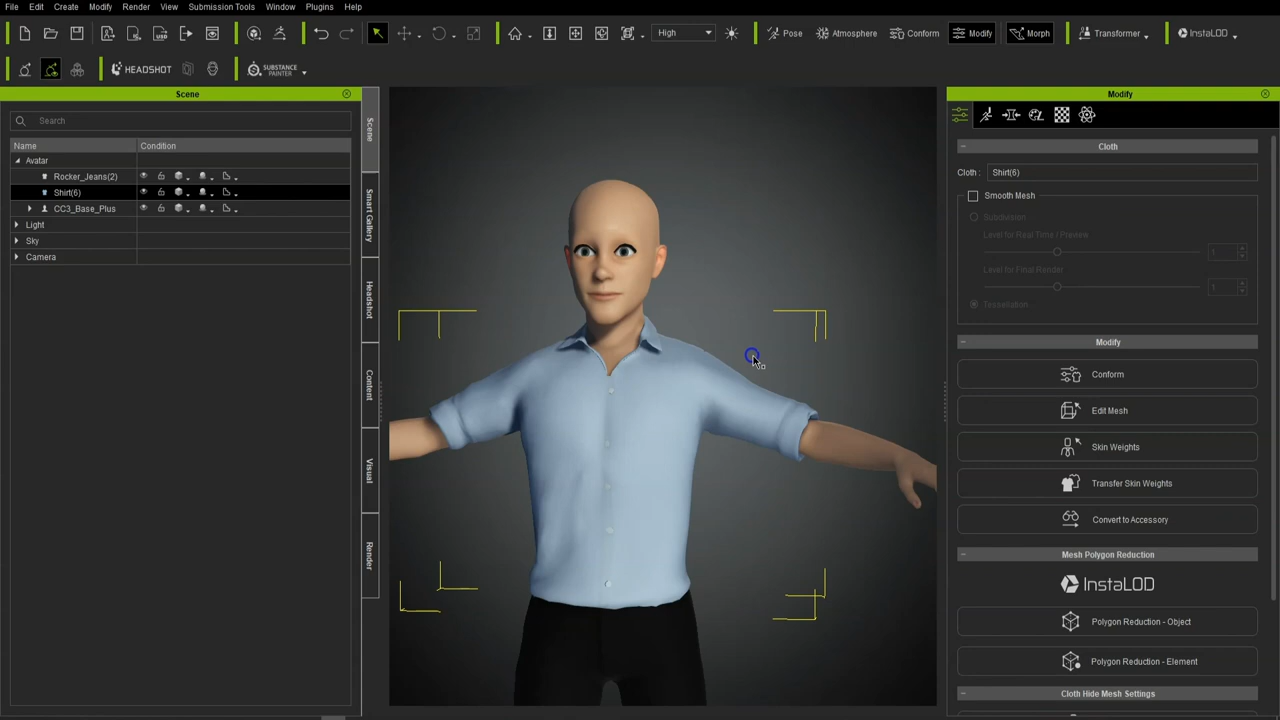 File Edit Create Modify Render View Submission Tools Window Plugins Help
High Pose Atmosphere Conform Modify Morph Transformer InstaLOD
HEADSHOT SUBSTANCE PAINTER
Scene
Search
Name Condition
Avatar
Rocker_Jeans(2)
Shirt(6)
CC3_Base_Plus
Light
Sky
Camera
Scene
Smart Gallery
Headshot
Content
Visual
Render
Modify
Cloth
Cloth : Shirt(6)
Smooth Mesh
Subdivision
Level for Real Time / Preview
1
Level for Final Render
1
Tessellation
Modify
Conform
Edit Mesh
Skin Weights
Transfer Skin Weights
Convert to Accessory
Mesh Polygon Reduction
InstaLOD
Polygon Reduction - Object
Polygon Reduction - Element
Cloth Hide Mesh Settings